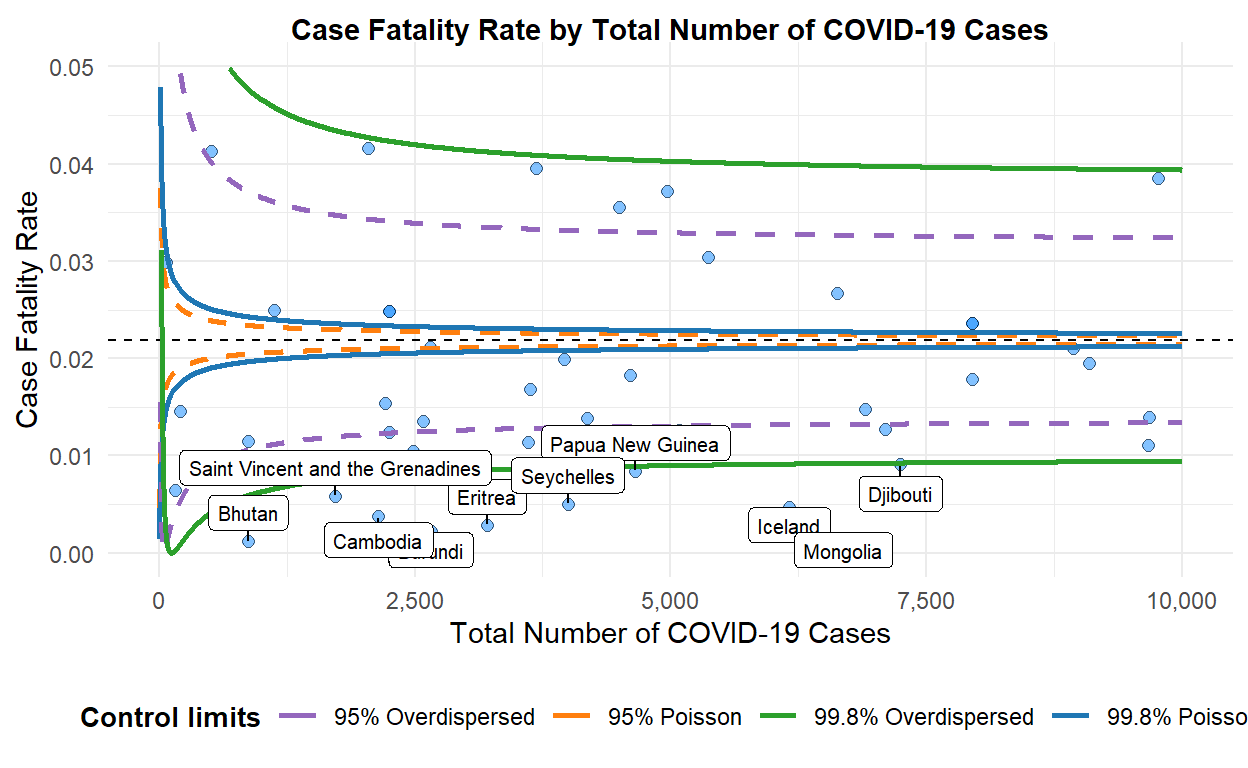 Case Fatality Rate by Total Number of COVID-19 Cases
0.05
0.04
0.03
0.02
0.01
0.00
Case Fatality Rate
Papua New Guinea
Saint Vincent and the Grenadines
Seychelles
Eritrea
Djibouti
Bhutan
Iceland
Cambodia
Mongolia
0
2,500
5,000
7,500
10,000
Total Number of COVID-19 Cases
Control limits 95% Overdispersed 95% Poisson 99.8% Overdispersed 99.8% Poisso